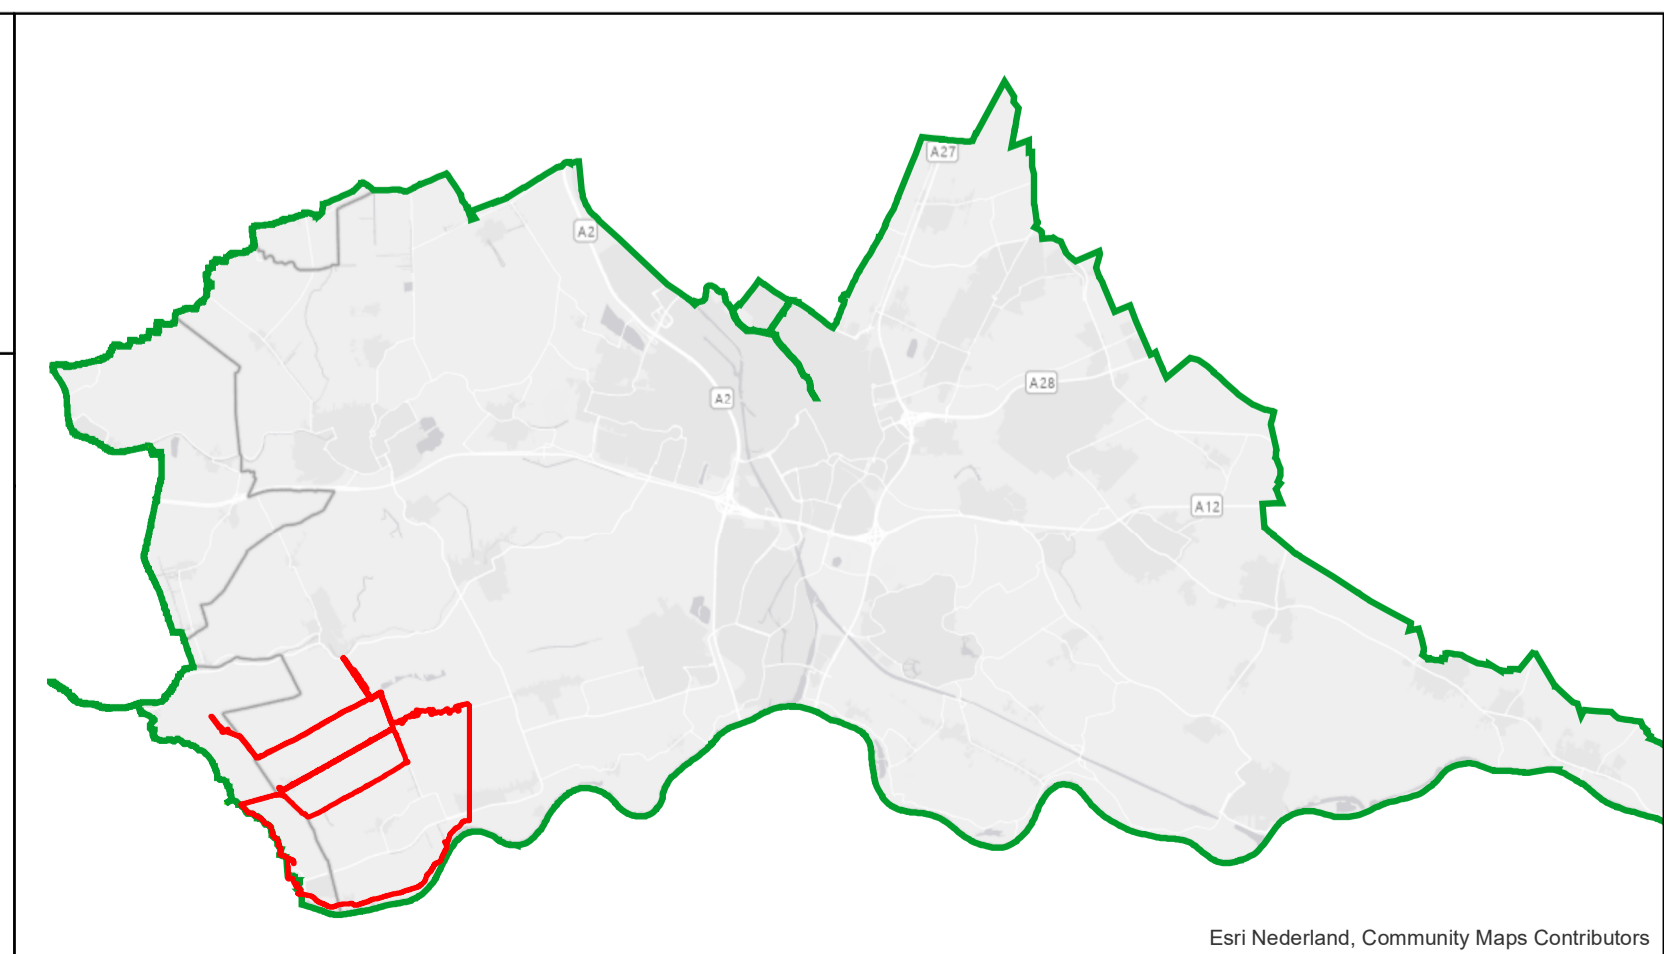 A27
A2
A28
A2
A12
Esri Nederland, Community Maps Contributors